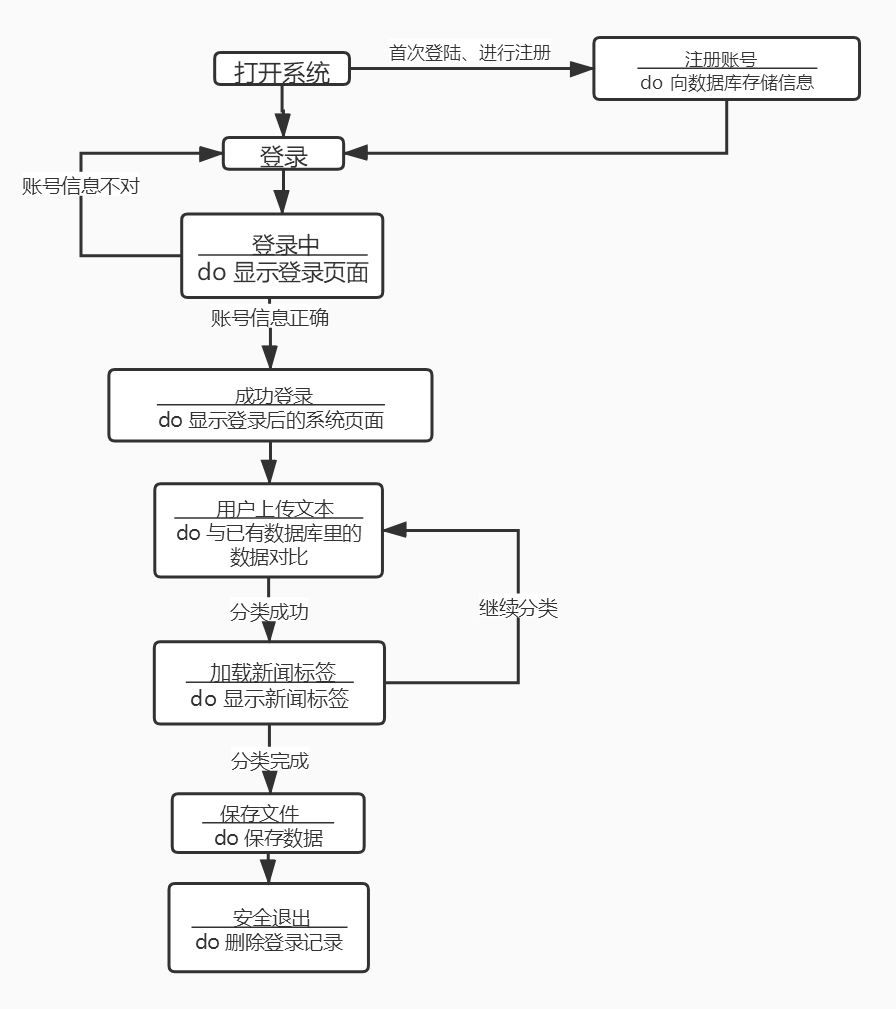 打开系统
首次登陆、进行注册
注册账号
do 向数据库存储信息
登录
账号信息不对
登录中
do 显示登录页面
账号信息正确
成功登录
do 显示登录后的系统页面
用户上传文本
do 与已有数据库里的
数据对比
分类成功
继续分类
加载新闻标签
do 显示新闻标签
分类完成
保存文件
do 保存数据
安全退出
do 删除登录记录